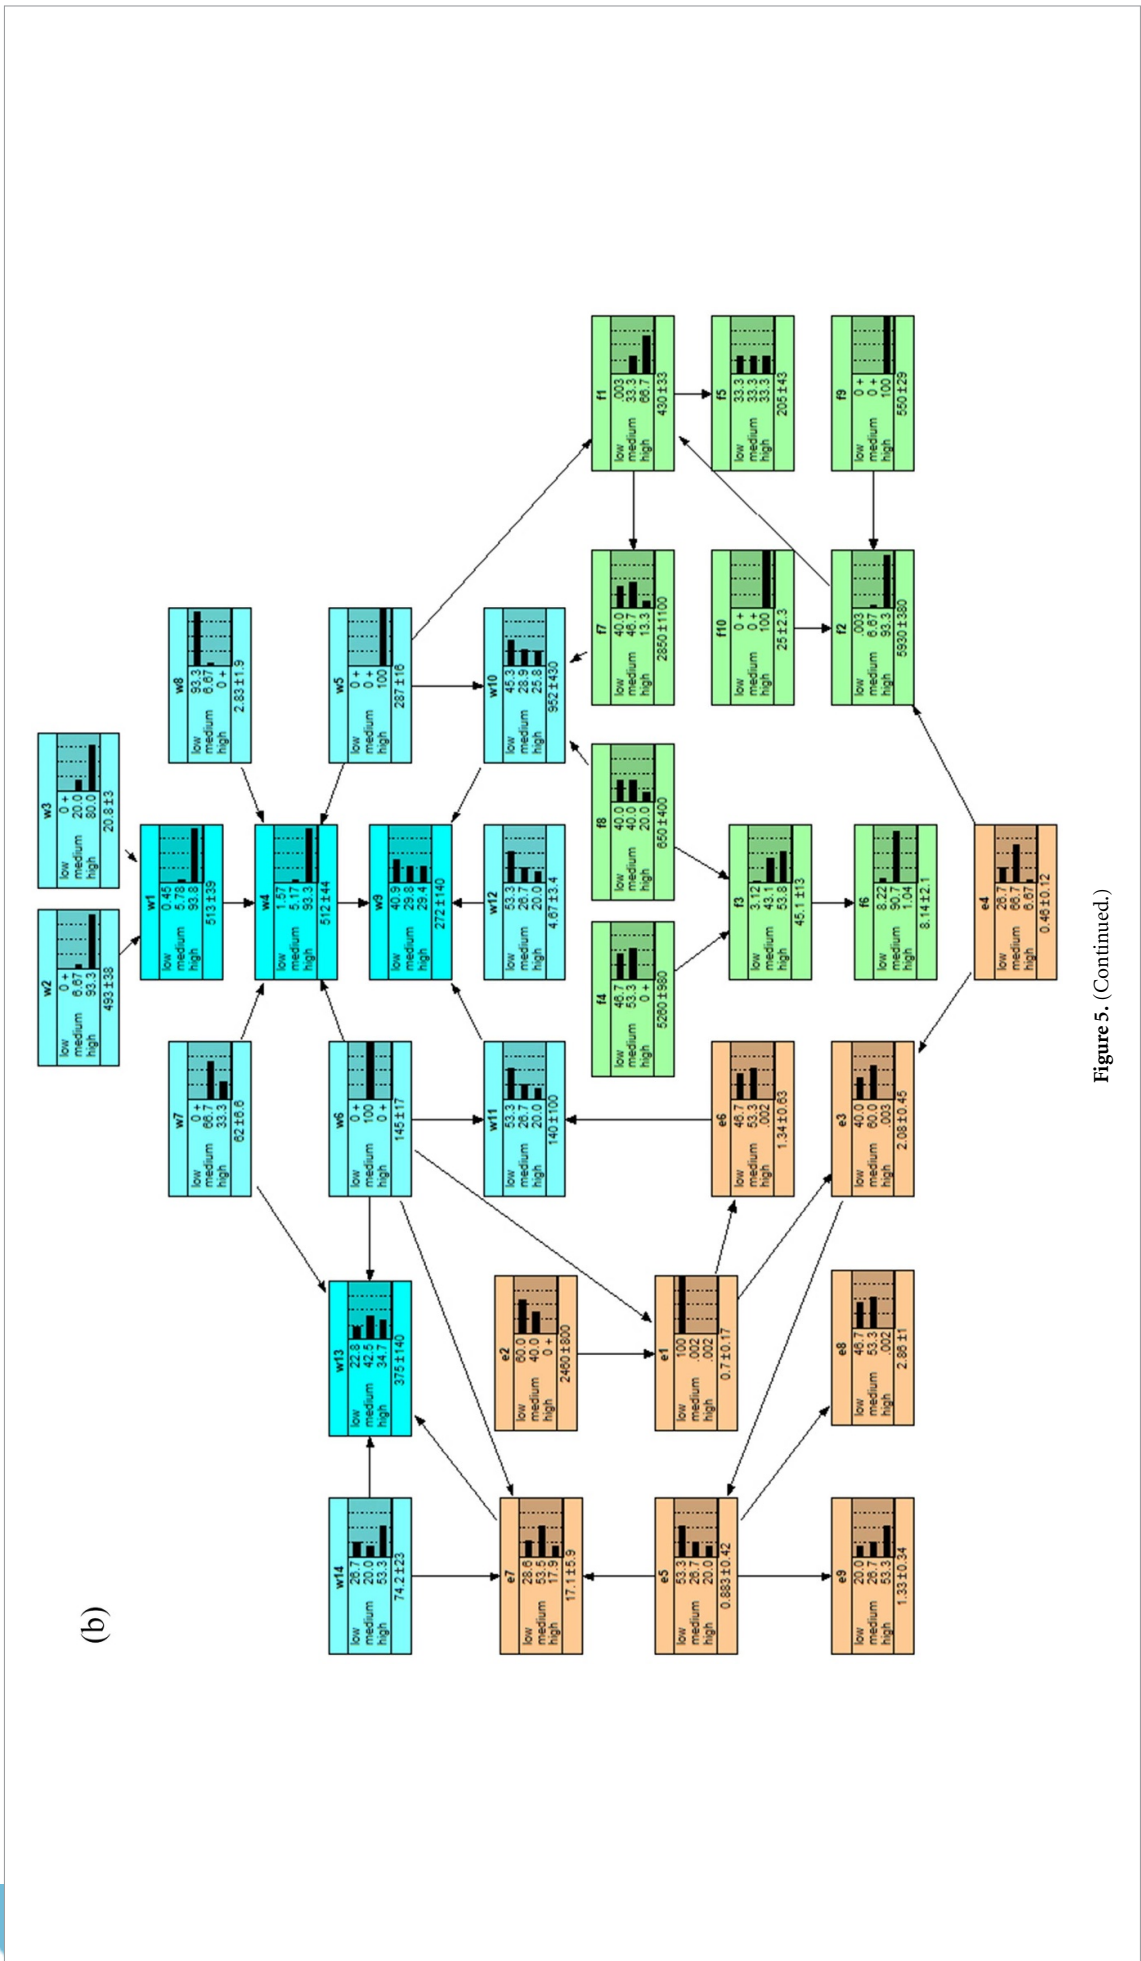 (b)
w2
low 0 +
medium 6.67
high 93.3
493 ± 38
w3
low 0 +
medium 20.0
high 80.0
20.8 ± 3
w7
low 0 +
medium 66.7
high 33.3
62 ± 6.6
w1
low 0.45
medium 5.78
high 93.8
513 ± 39
w8
low 93.3
medium 6.67
high 0 +
2.83 ± 1.9
w4
low 1.57
medium 5.17
high 93.3
512 ± 44
w14
low 26.7
medium 20.0
high 53.3
74.2 ± 23
w13
low 22.8
medium 42.5
high 34.7
375 ± 140
w6
low 0 +
medium 100
high 0 +
145 ± 17
w5
low 0 +
medium 0 +
high 100
287 ± 16
w9
low 40.9
medium 29.8
high 29.4
272 ± 140
w11
low 53.3
medium 26.7
high 20.0
140 ± 100
w12
low 53.3
medium 26.7
high 20.0
4.67 ± 3.4
w10
low 45.3
medium 28.9
high 25.8
952 ± 430
e7
low 28.6
medium 53.5
high 17.9
17.1 ± 5.9
e2
low 60.0
medium 40.0
high 0 +
2460 ± 800
f4
low 46.7
medium 53.3
high 0 +
5260 ± 980
f8
low 40.0
medium 40.0
high 20.0
650 ± 400
f7
low 40.0
medium 46.7
high 13.3
2850 ± 1100
f1
low .003
medium 33.3
high 66.7
430 ± 33
e5
low 53.3
medium 26.7
high 20.0
0.883 ± 0.42
e1
low 100
medium .002
high .002
0.7 ± 0.17
e6
low 46.7
medium 53.3
high .002
1.34 ± 0.63
f3
low 3.12
medium 43.1
high 53.8
45.1 ± 13
f10
low 0 +
medium 0 +
high 100
25 ± 2.3
f5
low 33.3
medium 33.3
high 33.3
205 ± 43
e9
low 20.0
medium 26.7
high 53.3
1.33 ± 0.34
e8
low 46.7
medium 53.3
high .002
2.86 ± 1
e3
low 40.0
medium 60.0
high .003
2.08 ± 0.45
f6
low 8.22
medium 90.7
high 1.04
8.14 ± 2.1
f2
low .003
medium 6.67
high 93.3
5930 ± 380
f9
low 0 +
medium 0 +
high 100
550 ± 29
e4
low 26.7
medium 66.7
high 6.67
0.46 ± 0.12
Figure 5. (Continued.)